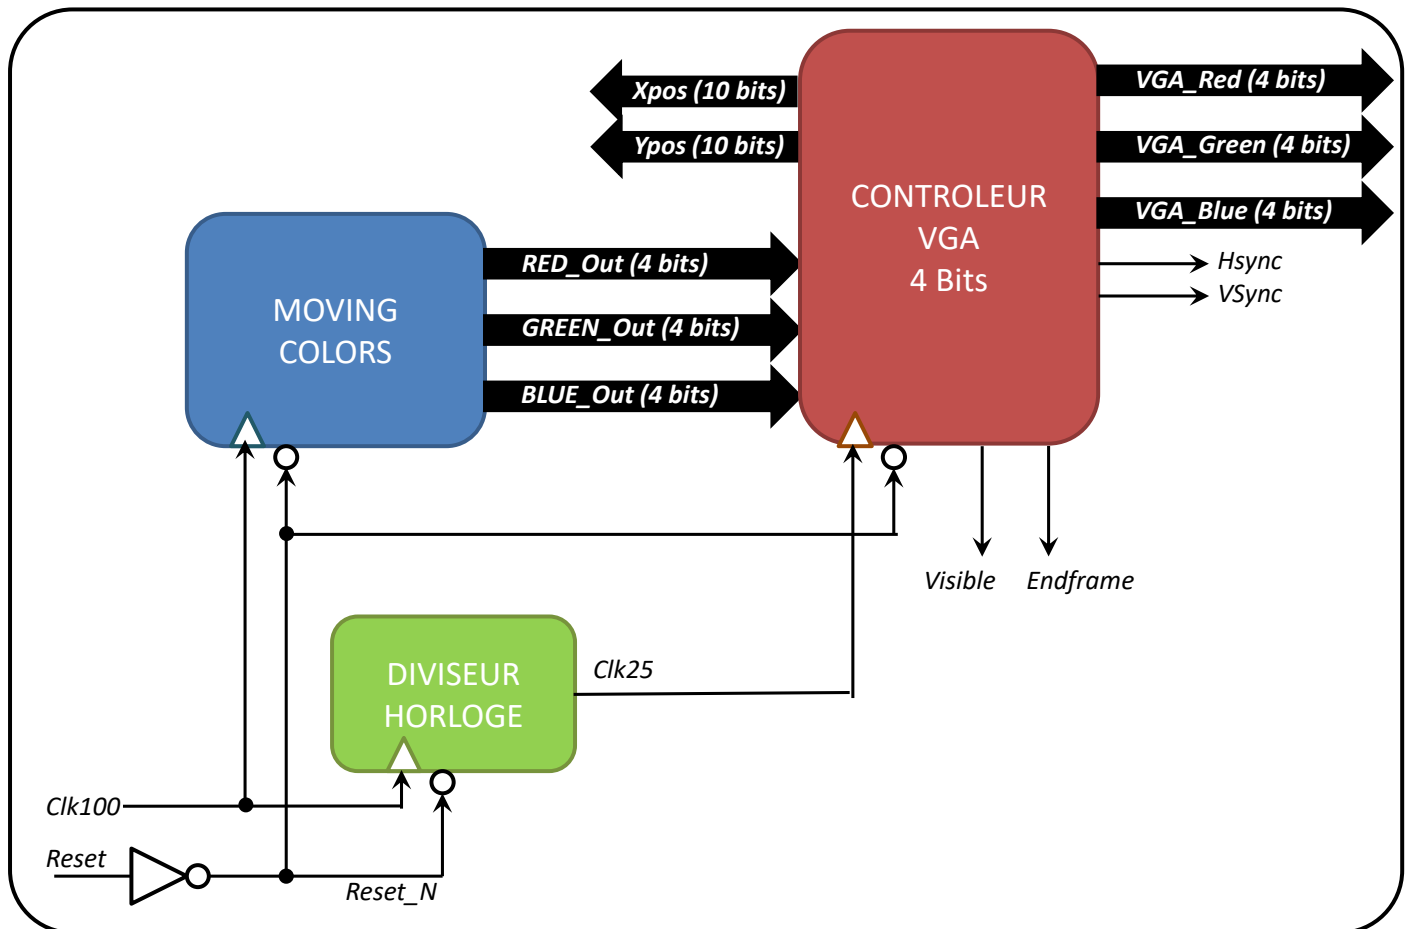 Xpos (10 bits)
Ypos (10 bits)
VGA_Red (4 bits)
VGA_Green (4 bits)
VGA_Blue (4 bits)
CONTROLEUR
VGA
4 Bits
Hsync
VSync
MOVING
COLORS
RED_Out (4 bits)
GREEN_Out (4 bits)
BLUE_Out (4 bits)
Visible
Endframe
DIVISEUR
HORLOGE
Clk25
Clk100
Reset
Reset_N